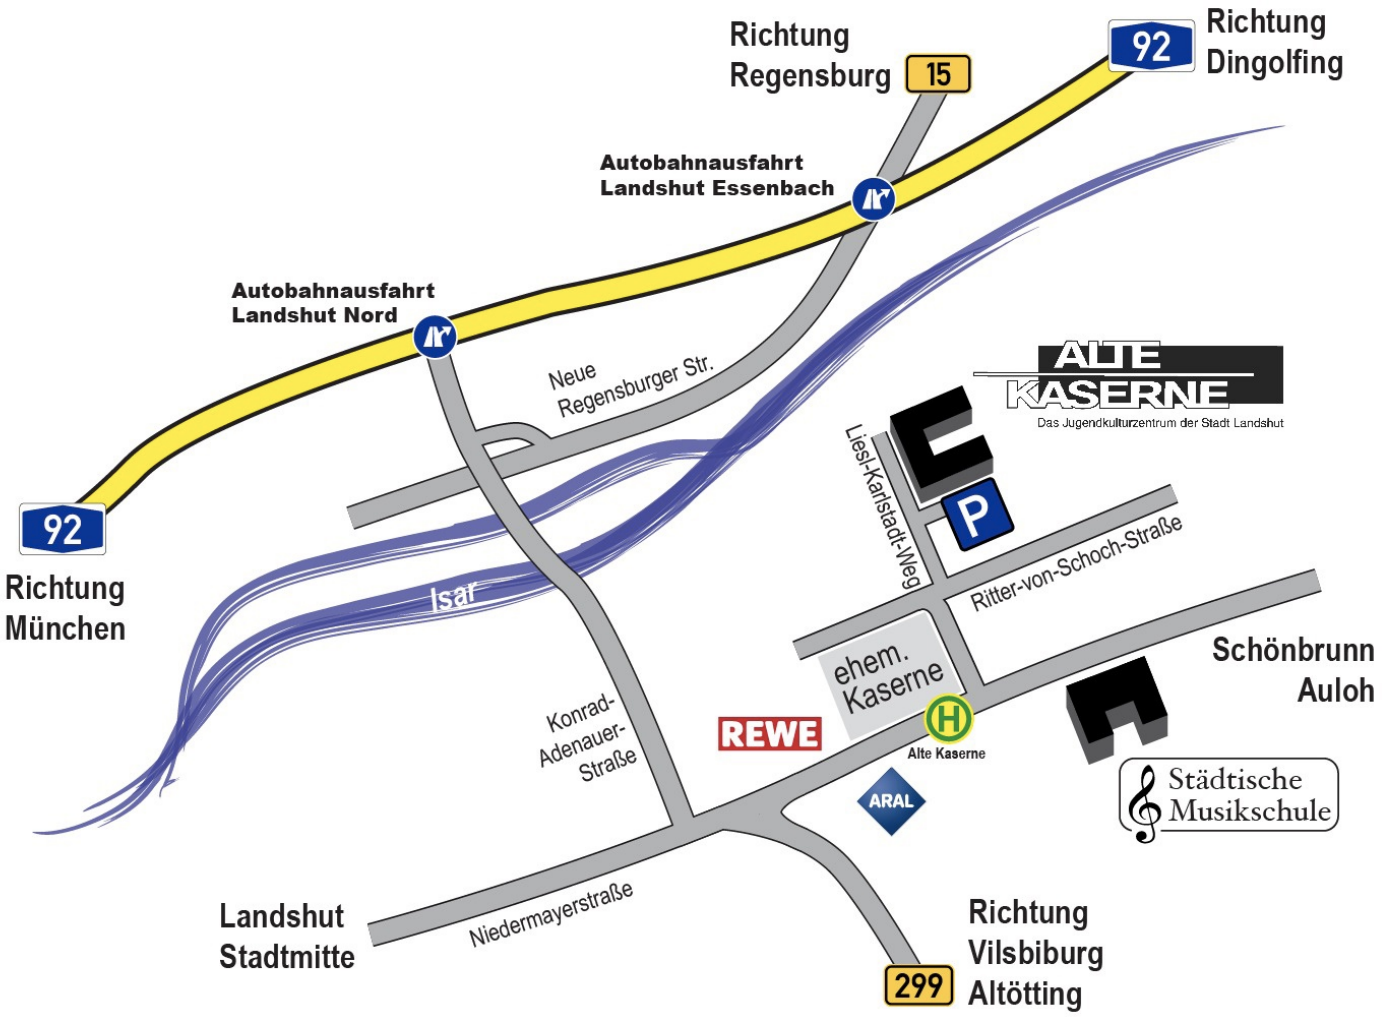 Richtung
Regensburg
15
92
Richtung
Dingolfing
Autobahnausfahrt
Landshut Essenbach
Autobahnausfahrt
Landshut Nord
Neue
Regensburger Str.
ALTE
KASERNE
Das Jugendkulturzentrum der Stadt Landshut
Liesl-Karlstadt-Weg
P
92
Richtung
München
Isar
Ritter-von-Schoch-Straße
ehem.
Kaserne
Schönbrunn
Auloh
Konrad-
Adenauer-
Straße
REWE
H
Alte Kaserne
ARAL
Städtische
Musikschule
Landshut
Stadtmitte
Niedermayerstraße
299
Richtung
Vilsbiburg
Altötting